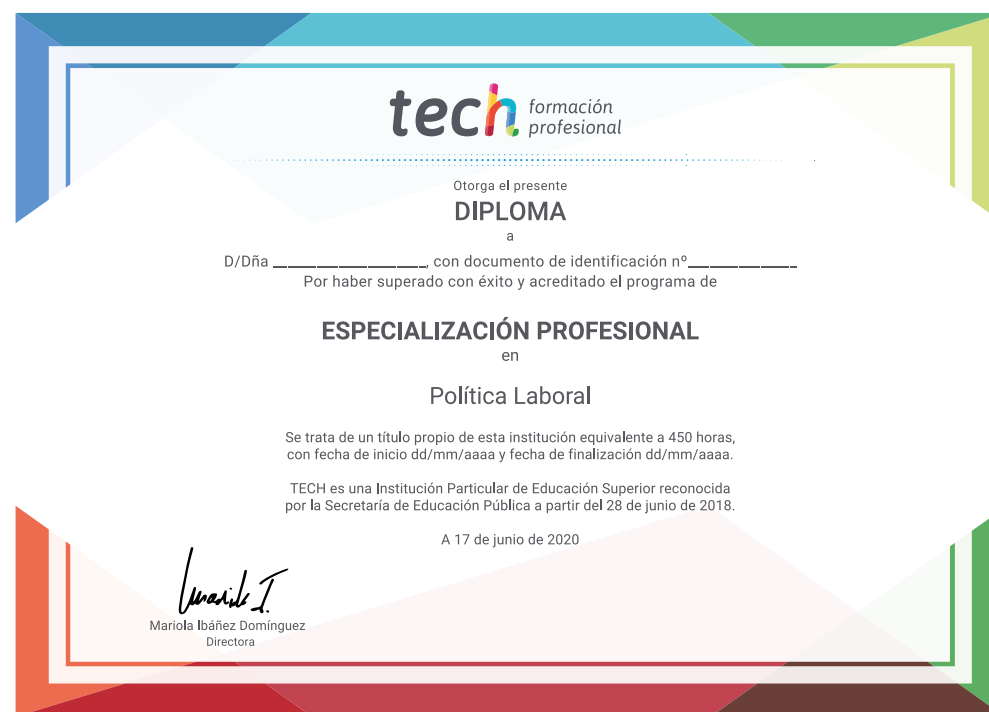 tech formación
profesional
Otorga el presente
DIPLOMA
a
D/Dña ______________________, con documento de identificación nº_______________
Por haber superado con éxito y acreditado el programa de
ESPECIALIZACIÓN PROFESIONAL
en
Política Laboral
Se trata de un título propio de esta institución equivalente a 450 horas,
con fecha de inicio dd/mm/aaaa y fecha de finalización dd/mm/aaaa.
TECH es una Institución Particular de Educación Superior reconocida
por la Secretaría de Educación Pública a partir del 28 de junio de 2018.
A 17 de junio de 2020
Mariola Ibáñez Domínguez
Directora